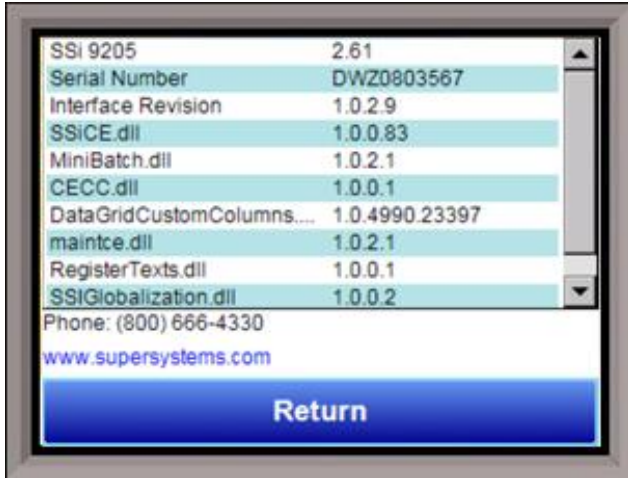 SSi 9205 2.61
Serial Number DWZ0803567
Interface Revision 1.0.2.9
SSiCE.dll 1.0.0.83
MiniBatch.dll 1.0.2.1
CECC.dll 1.0.0.1
DataGridCustomColumns.... 1.0.4990.23397
maintce.dll 1.0.2.1
RegisterTexts.dll 1.0.0.1
SSIGlobalization.dll 1.0.0.2
Phone: (800) 666-4330
www.supersystems.com
Return